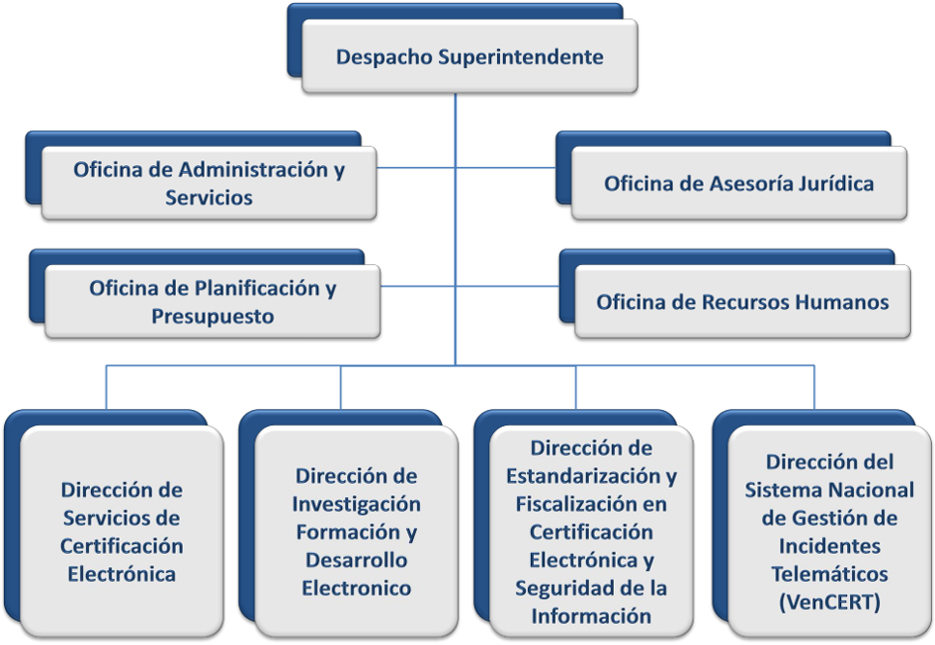 Despacho Superintendente
Oficina de Administración y
Servicios
Oficina de Asesoría Jurídica
Oficina de Planificación y
Presupuesto
Oficina de Recursos Humanos
Dirección de
Servicios de
Certificación
Electrónica
Dirección de
Investigación
Formación y
Desarrollo
Electronico
Dirección de
Estandarización y
Fiscalización en
Certificación
Electrónica y
Seguridad de la
Información
Dirección del
Sistema Nacional
de Gestión de
Incidentes
Telemáticos
(VenCERT)